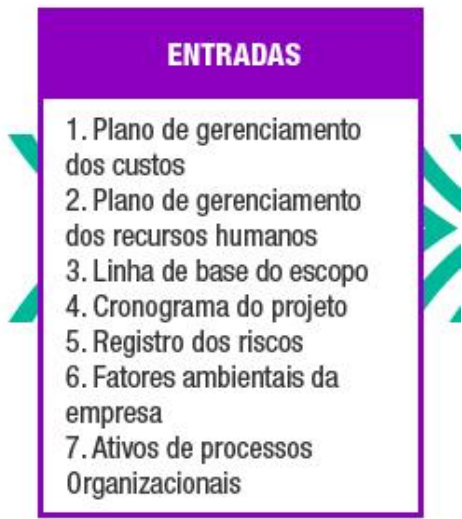 ENTRADAS
1. Plano de gerenciamento
dos custos
2. Plano de gerenciamento
dos recursos humanos
3. Linha de base do escopo
4. Cronograma do projeto
5. Registro dos riscos
6. Fatores ambientais da
empresa
7. Ativos de processos
Organizacionais